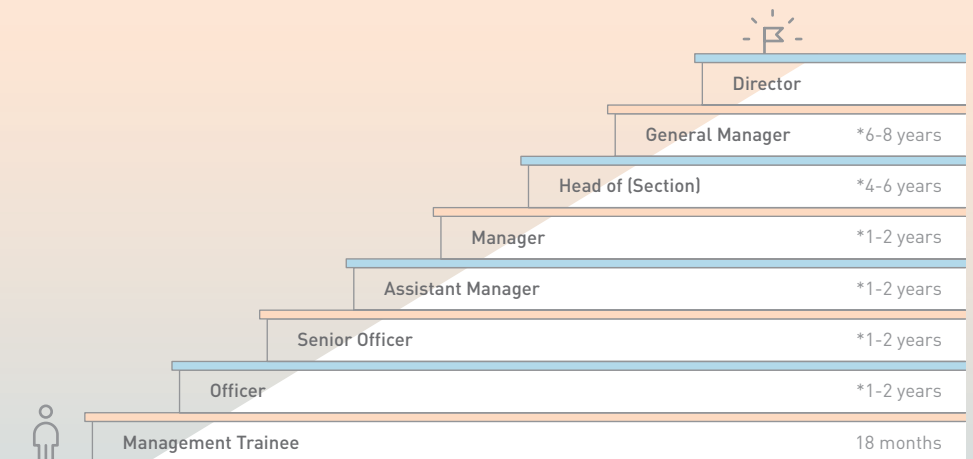 Director
General Manager *6-8 years
Head of (Section) *4-6 years
Manager *1-2 years
Assistant Manager *1-2 years
Senior Officer *1-2 years
Officer *1-2 years
Management Trainee 18 months